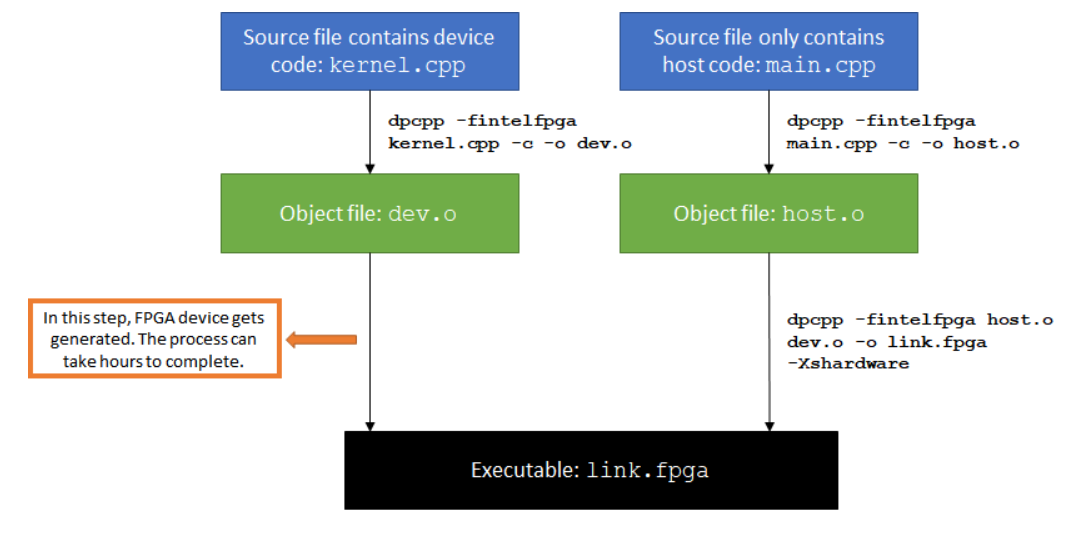 Source file contains device
code: kernel.cpp
Source file only contains
host code: main.cpp
dpcpp -fintelfpga
kernel.cpp -c -o dev.o
dpcpp -fintelfpga
main.cpp -c -o host.o
Object file: dev.o
Object file: host.o
In this step, FPGA device gets
generated. The process can
take hours to complete.
dpcpp -fintelfpga host.o
dev.o -o link.fpga
-Xshardware
Executable: link.fpga